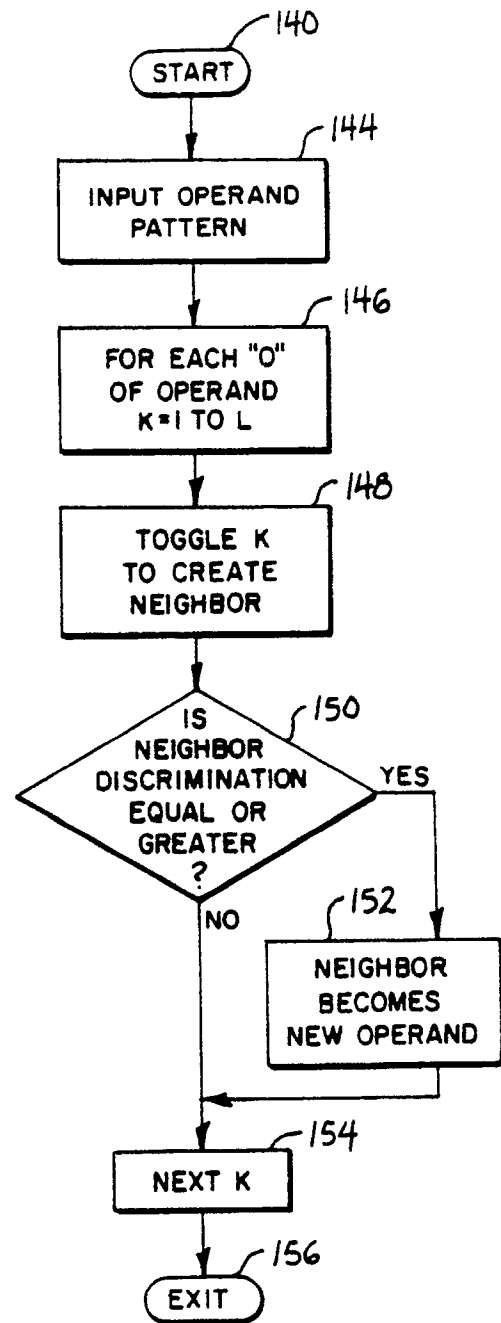 140
START
144
INPUT OPERAND
PATTERN
146
FOR EACH "0"
OF OPERAND
K=1 TO L
148
TOGGLE K
TO CREATE
NEIGHBOR
150
IS
NEIGHBOR
DISCRIMINATION
EQUAL OR
GREATER
?
YES
NO
152
NEIGHBOR
BECOMES
NEW OPERAND
154
NEXT K
156
EXIT